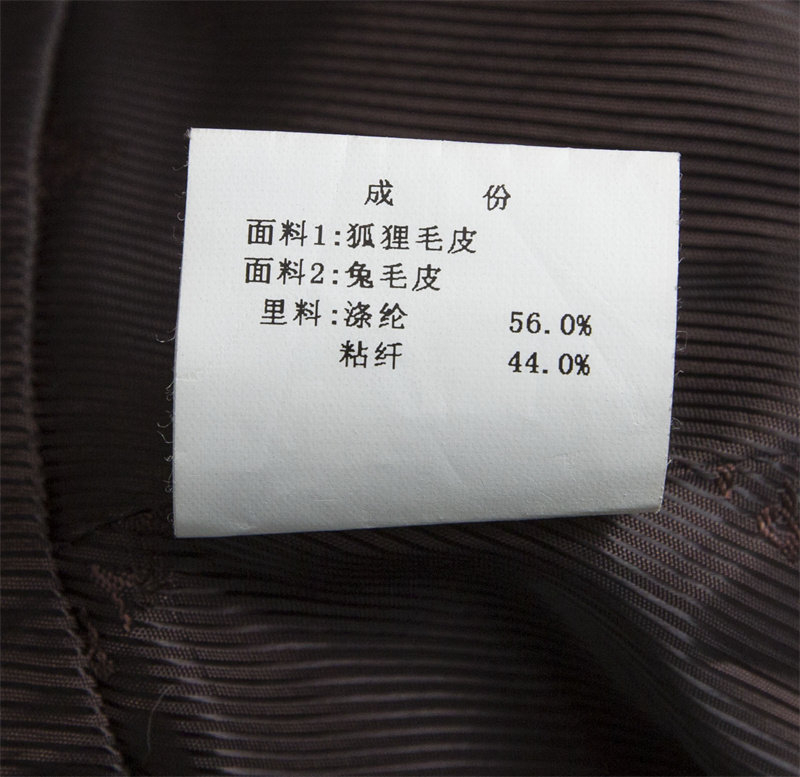 成 份
面料1:狐狸毛皮
面料2:兔毛皮
里料:涤纶 56.0%
粘纤 44.0%